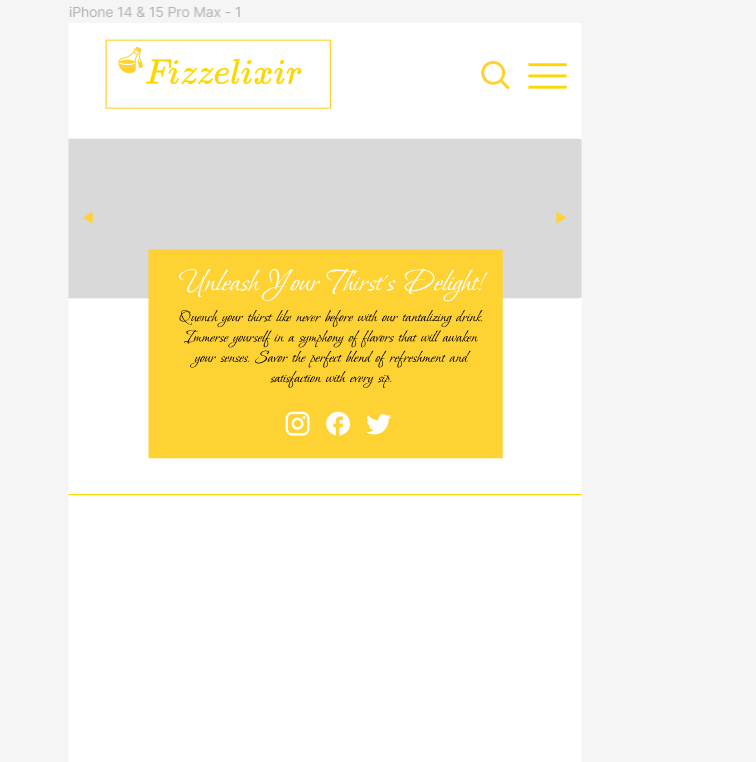 iPhone 14 & 15 Pro Max - 1
Fizzelixir
Unleash Your Thirst's Delight!
Quench your thirst like never before with our tantalizing drink.
Immerse yourself in a symphony of flavors that will awaken
your senses. Savor the perfect blend of refreshment and
satisfaction with every sip.